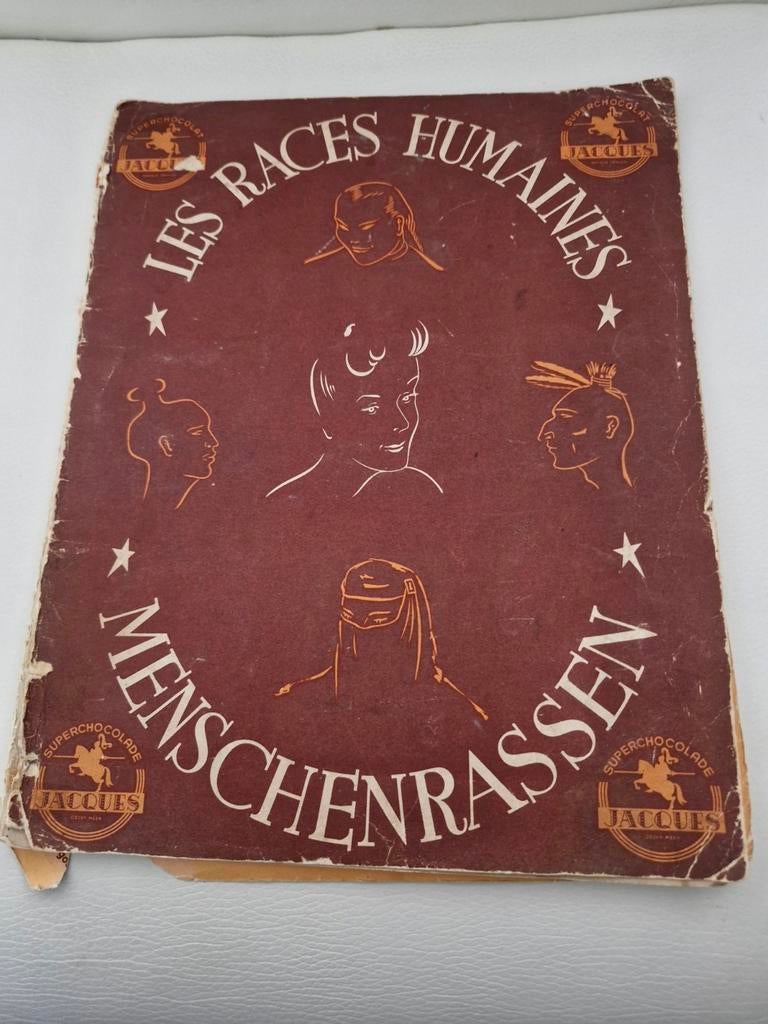 SUPERCHOCOLAT
JACQUES
SUPERCHOCOLAT
JACQUES
LES RACES HUMAINES
MENSCHENRASSEN
SUPERCHOCOLADE
JACQUES
SUPERCHOCOLADE
JACQUES